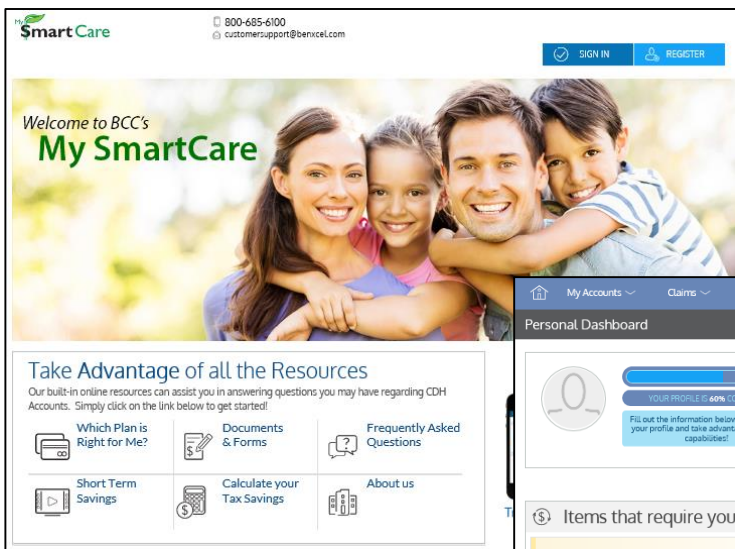 My
SmartCare
800-685-6100
customersupport@benxcel.com
SIGN IN
REGISTER
Welcome to BCC's
My SmartCare
Take Advantage of all the Resources
Our built-in online resources can assist you in answering questions you may have regarding CDH
Accounts. Simply click on the link below to get started!
Which Plan is
Right for Me?
Documents
& Forms
Frequently Asked
Questions
Short Term
Savings
Calculate your
Tax Savings
About us
My Accounts
Claims
Personal Dashboard
YOUR PROFILE IS 60% CO
Fill out the information below
your profile and take advant
capabilities!
Items that require you